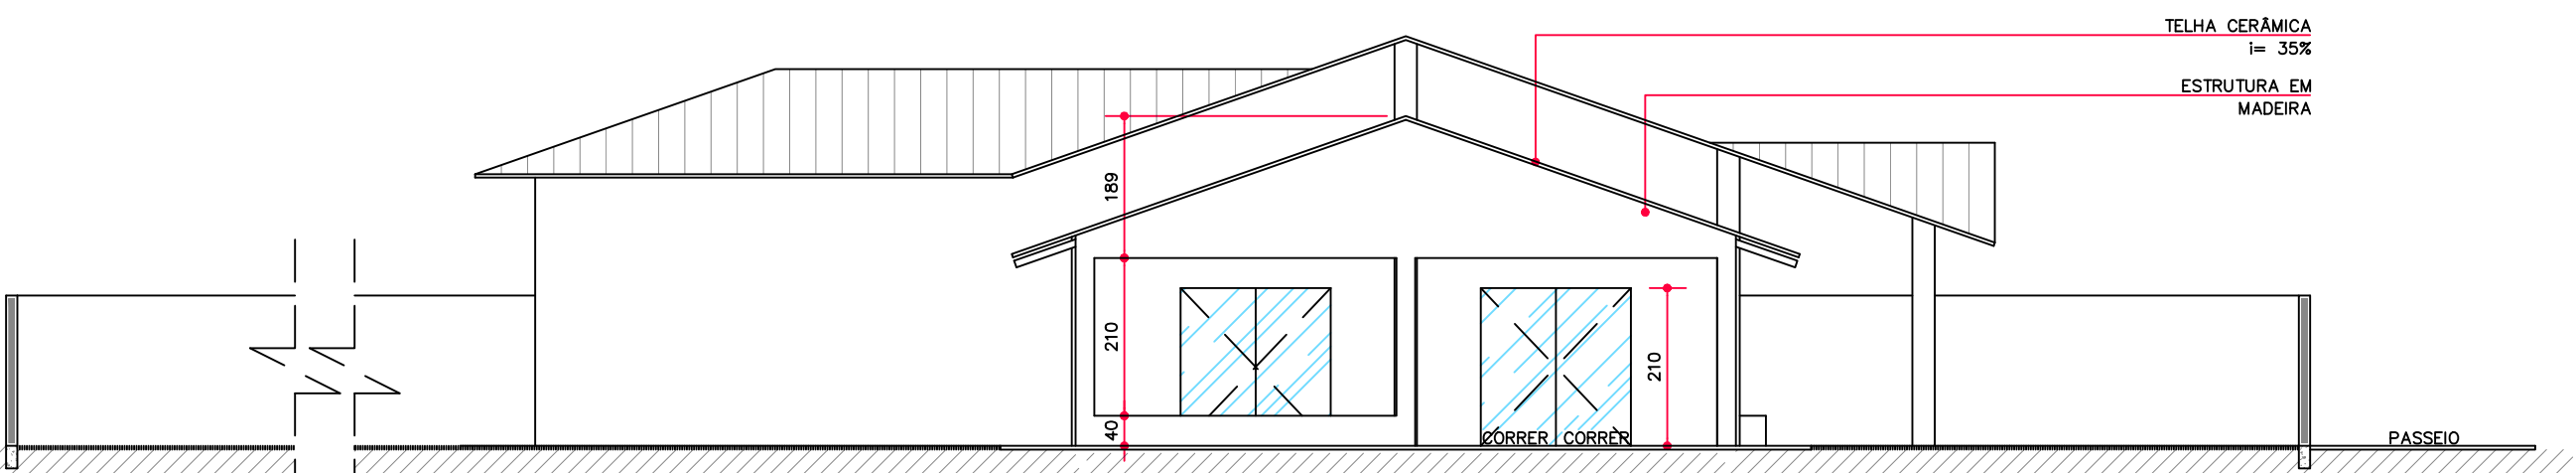 TELHA CERÂMICA
i= 35%
ESTRUTURA EM
MADEIRA
189
210
40
210
CORRER CORRER
PASSEIO